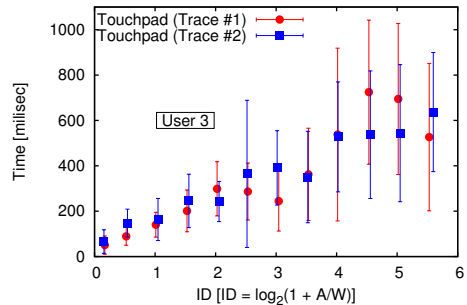 Touchpad (Trace #1)
Touchpad (Trace #2)
User 3
Time [milisec]
1000
800
600
400
200
0
0 1 2 3 4 5 6
ID [ID = log2(1 + A/W)]